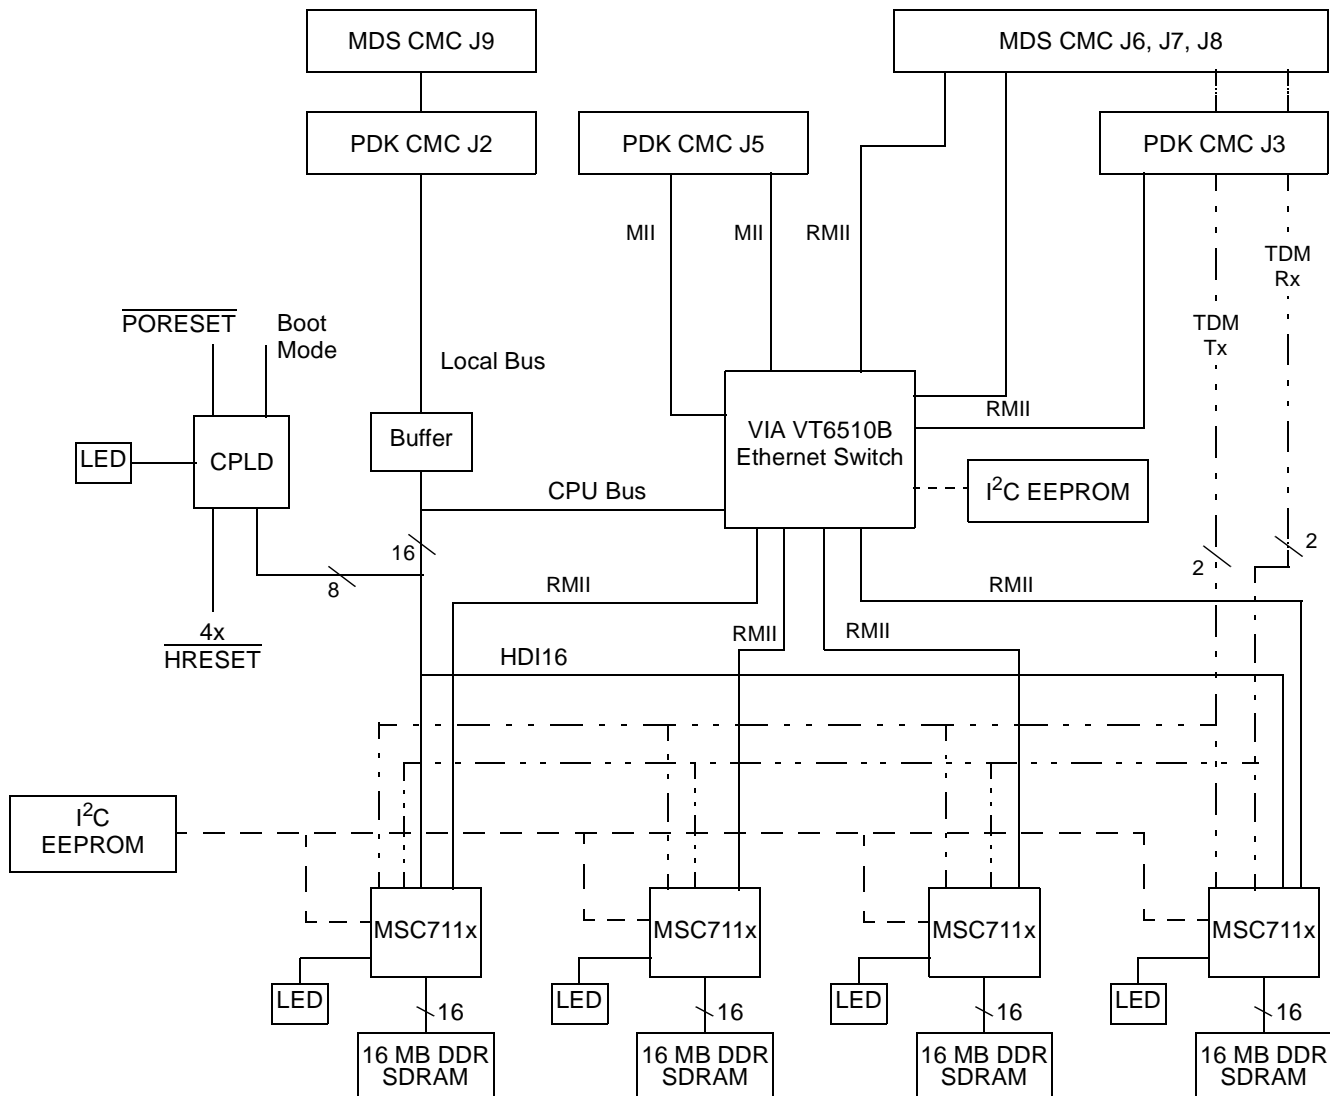 MDS CMC J9
MDS CMC J6, J7, J8
PDK CMC J2
PDK CMC J5
PDK CMC J3
MII
MII
RMII
TDM
Rx
TDM
Tx
PORESET
Boot
Mode
Local Bus
LED
CPLD
Buffer
VIA VT6510B
Ethernet Switch
RMII
CPU Bus
I2C EEPROM
16
8
2
2
RMII
RMII
RMII
RMII
4x
HRESET
HDI16
I2C
EEPROM
MSC711x
MSC711x
MSC711x
MSC711x
LED
LED
LED
LED
16
16
16
16
16 MB DDR
SDRAM
16 MB DDR
SDRAM
16 MB DDR
SDRAM
16 MB DDR
SDRAM